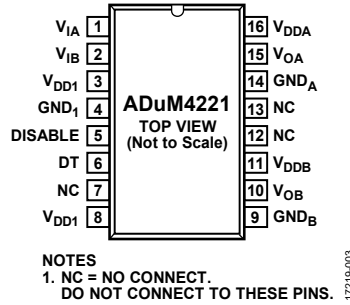 VIA 1
VIB 2
VDD1 3
GND1 4
DISABLE 5
DT 6
NC 7
VDD1 8
ADuM4221
TOP VIEW
(Not to Scale)
16 VDDA
15 VOA
14 GNDA
13 NC
12 NC
11 VDDB
10 VOB
9 GNDB
NOTES
1. NC = NO CONNECT.
DO NOT CONNECT TO THESE PINS.
17219-003